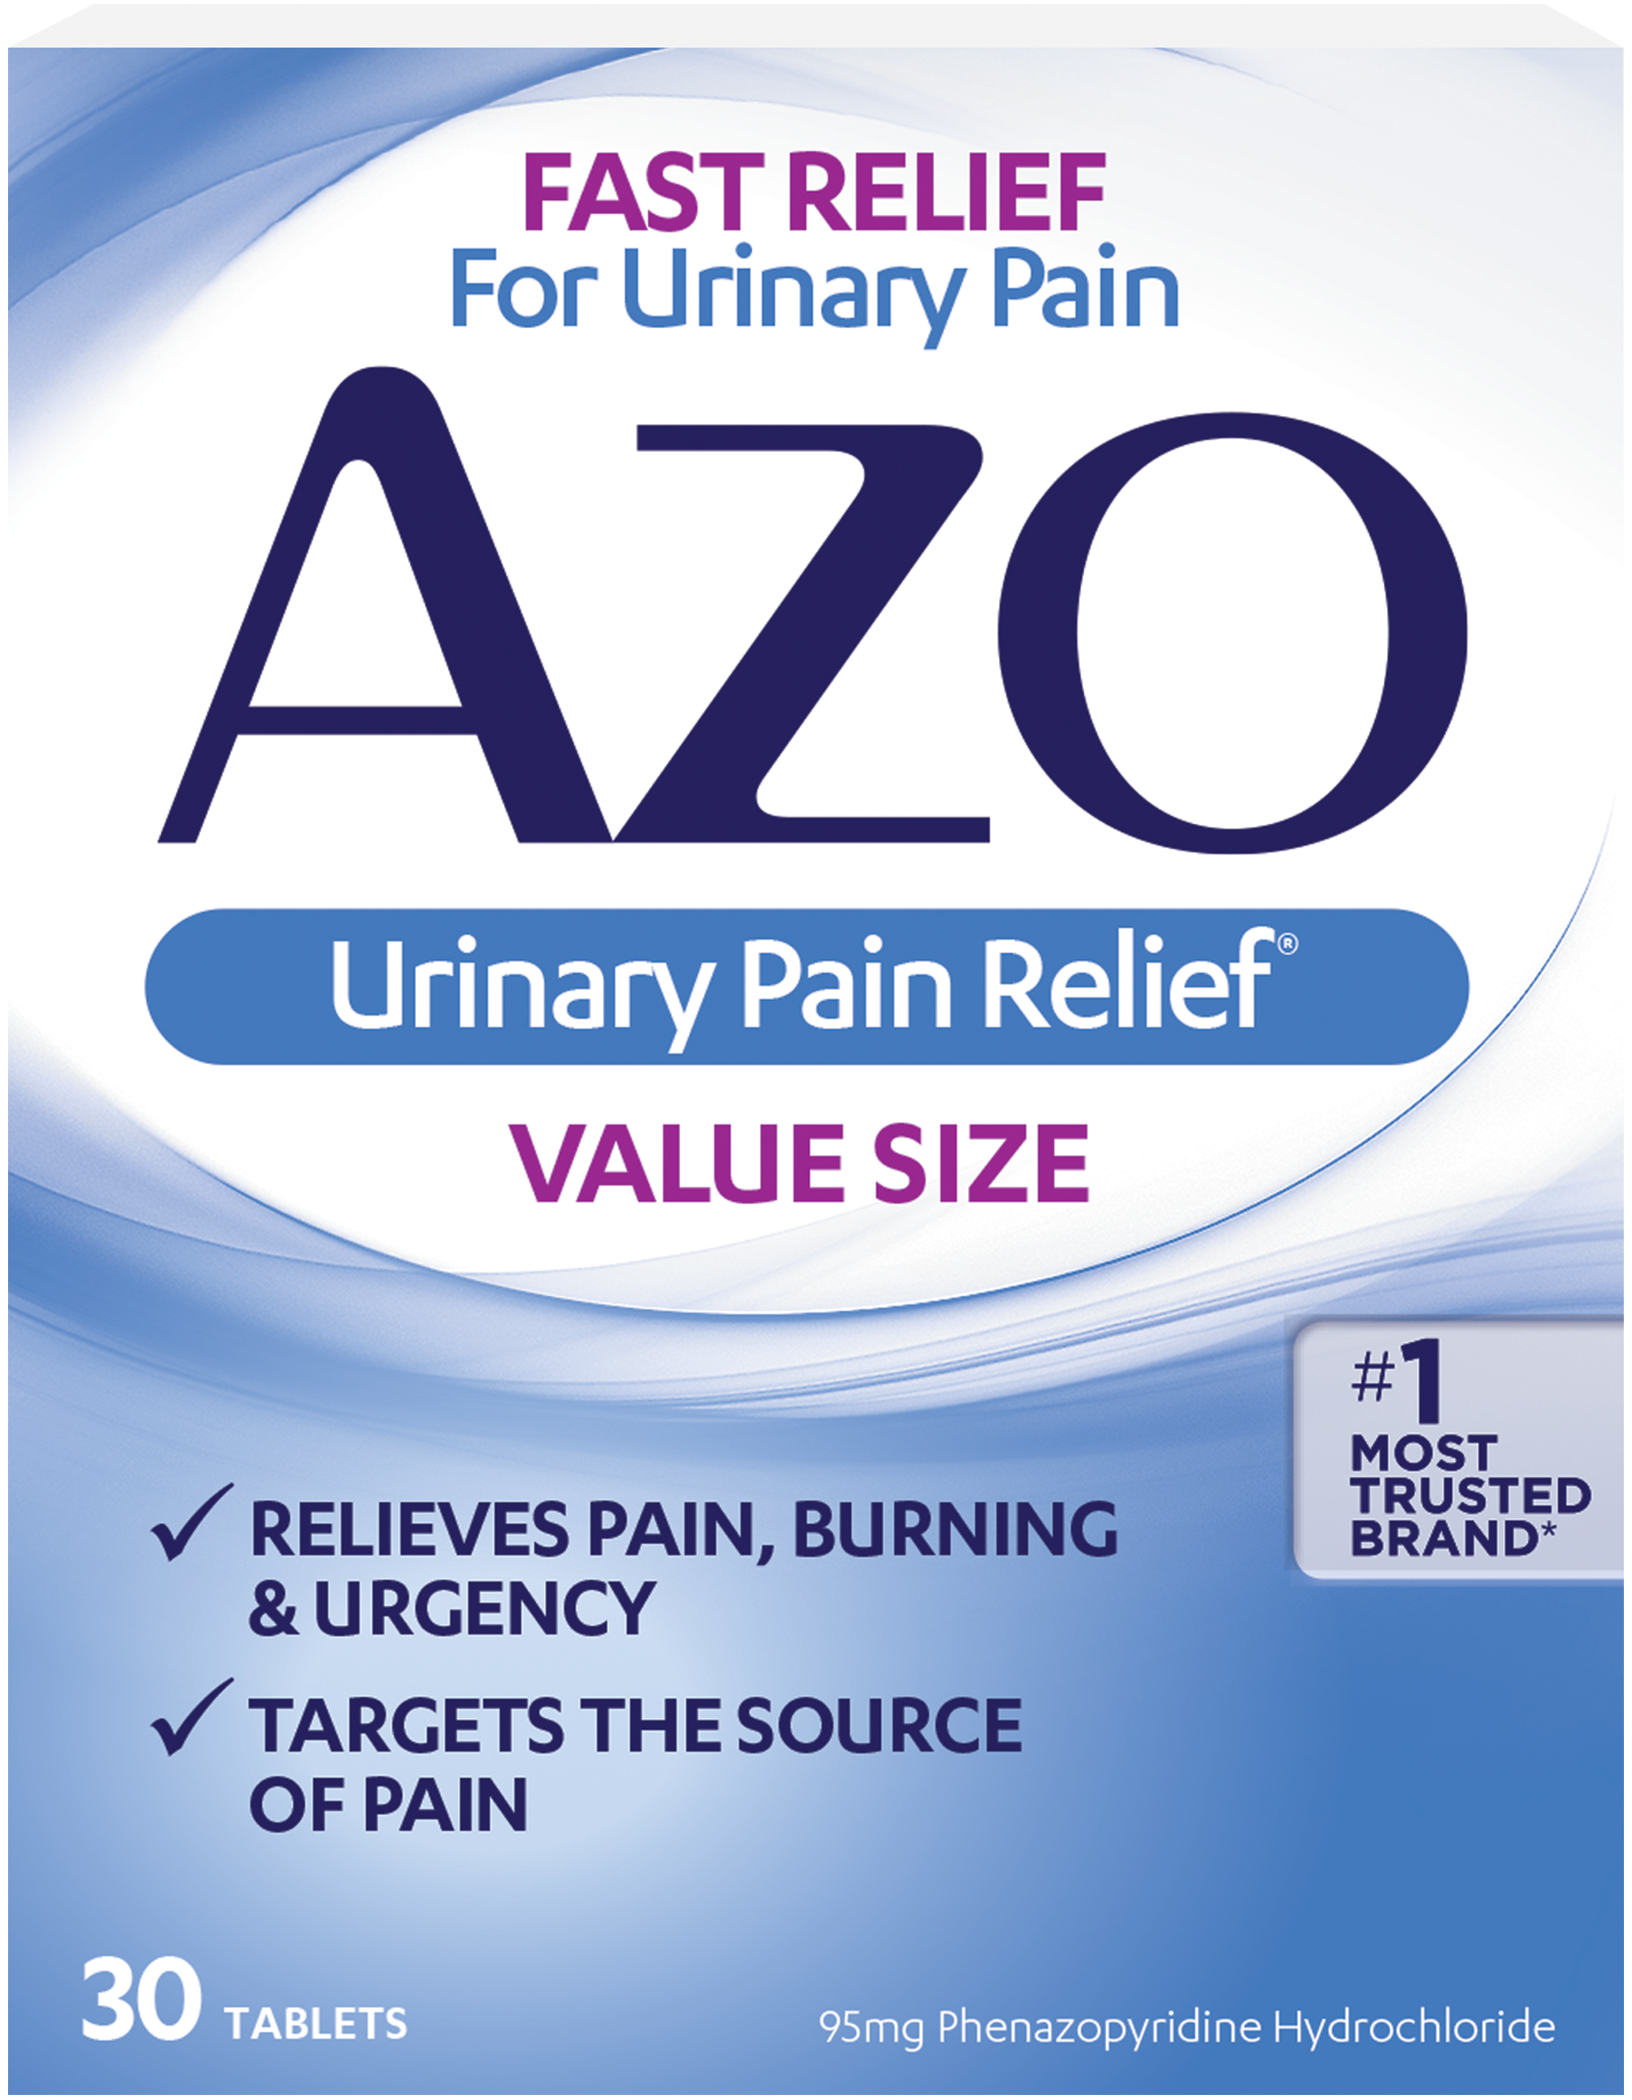 FAST RELIEF
For Urinary Pain
AZO
Urinary Pain Relief®
VALUE SIZE
#1
MOST
TRUSTED
BRAND*
✓ RELIEVES PAIN, BURNING
& URGENCY
✓ TARGETS THE SOURCE
OF PAIN
30 TABLETS
95mg Phenazopyridine Hydrochloride